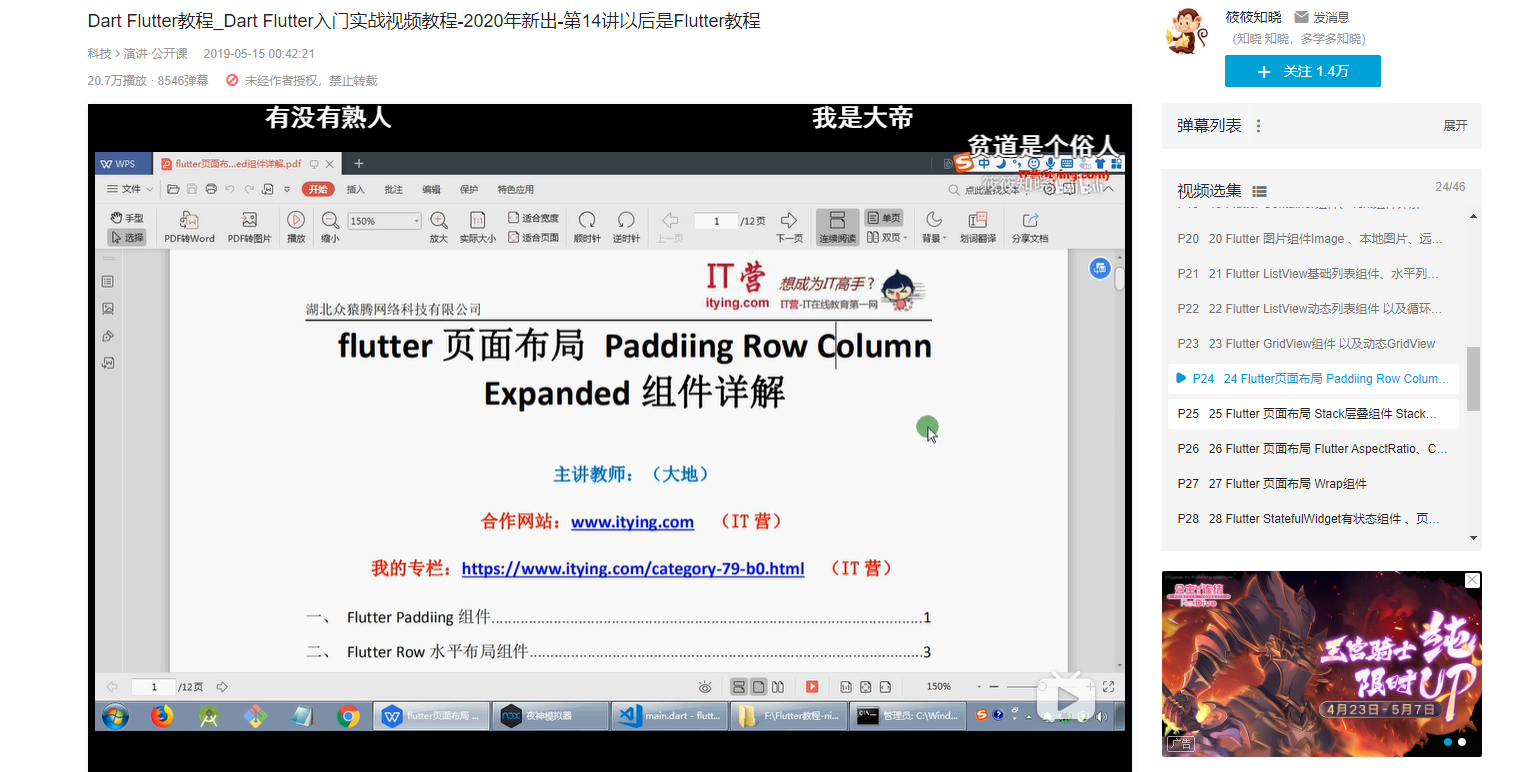 Dart Flutter教程_Dart Flutter入门实战视频教程-2020年新出-第14讲以后是Flutter教程
科技 > 演讲·公开课 2019-05-15 00:42:21
20.7万播放 · 8546弹幕 未经作者授权，禁止转载
筱筱知晓 发消息
（知晓 知晓，多学多知晓）
+ 关注 1.4万
有没有熟人
我是大帝
贫道是个俗人
WPS flutter页面布...ed组件详解.pdf
中
文件 开始 插入 批注 编辑 保护 特色应用 点此查找文本
手型
选择
PDF转Word PDF转图片 播放 缩小 150% 放大 实际大小
适合宽度
适合页面
顺时针 逆时针 上一页 1 /12页 下一页 连续阅读
单页
双页
背景 划词翻译 分享文档
湖北众猿腾网络科技有限公司
IT营
itying.com
想成为IT高手？
IT营-IT在线教育第一网
flutter 页面布局 Paddiing Row Column
Expanded 组件详解
主讲教师：（大地）
合作网站：www.itying.com （IT 营）
我的专栏：https://www.itying.com/category-79-b0.html （IT 营）
一、 Flutter Paddiing 组件........1
二、 Flutter Row 水平布局组件........3
1 /12页 150%
flutter页面布局 ... 夜神模拟器 main.dart - flutt... F:\Flutter教程-ni... 管理员: C:\Wind...
弹幕列表 展开
视频选集 24/46
P20 20 Flutter 图片组件Image 、本地图片、远...
P21 21 Flutter ListView基础列表组件、水平列...
P22 22 Flutter ListView动态列表组件 以及循环...
P23 23 Flutter GridView组件 以及动态GridView
P24 24 Flutter页面布局 Paddiing Row Colum...
P25 25 Flutter 页面布局 Stack层叠组件 Stack...
P26 26 Flutter 页面布局 Flutter AspectRatio、C...
P27 27 Flutter 页面布局 Wrap组件
P28 28 Flutter StatefulWidget有状态组件 、页...
公主连结
Re:Dive
王宫骑士
纯
限时UP
4月23日 - 5月7日
广告